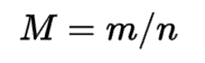 M = m/n